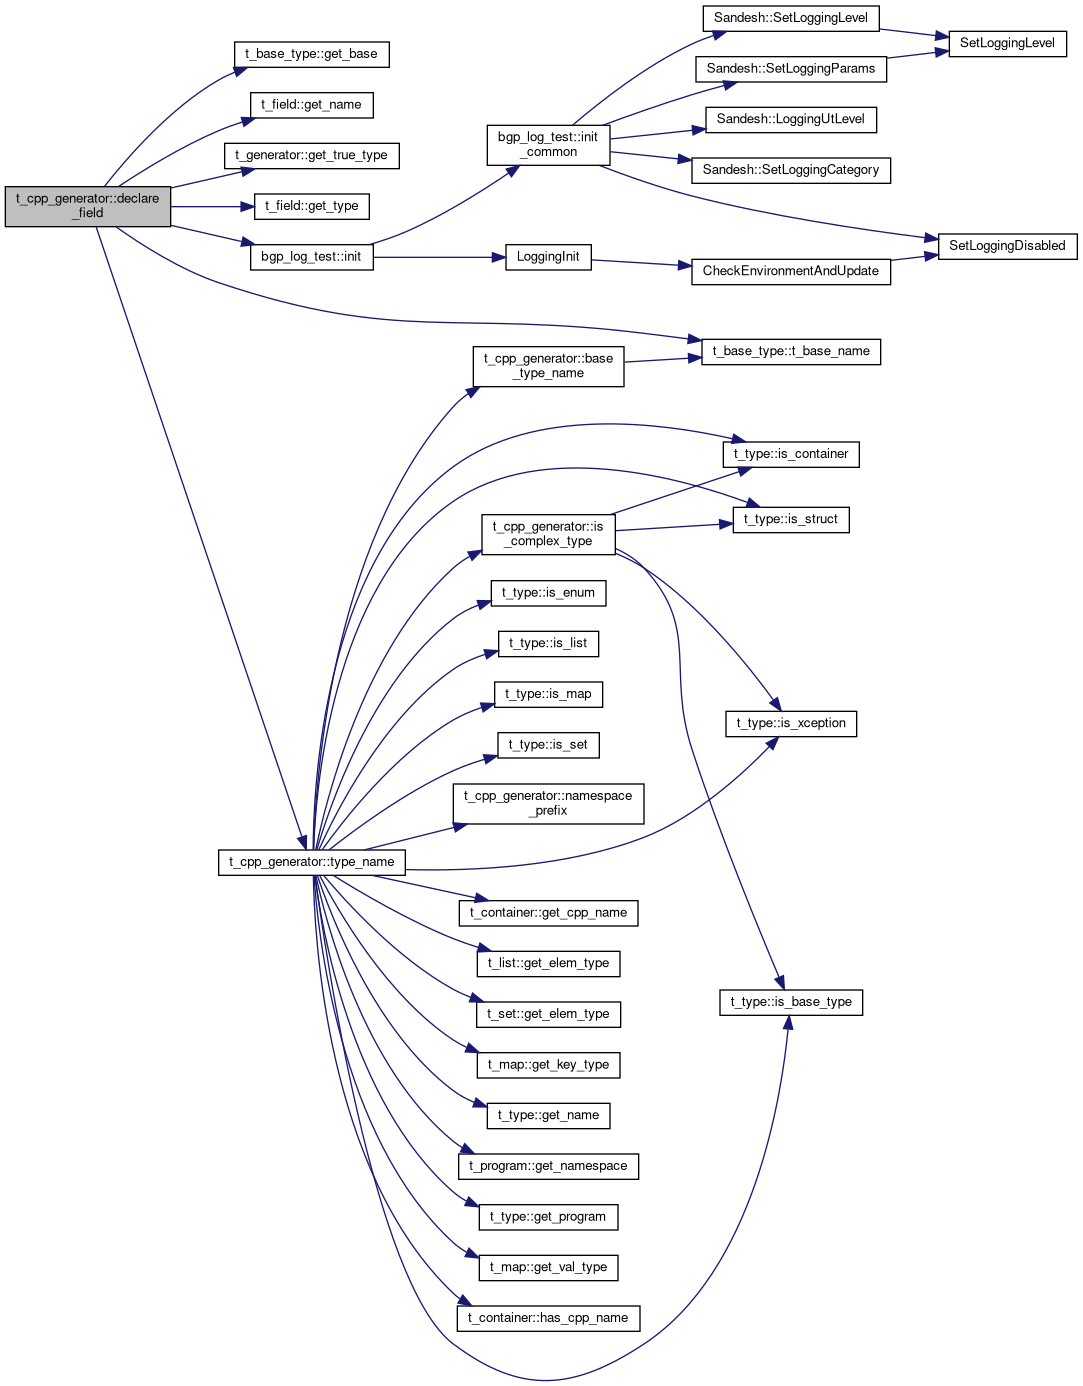 Sandesh::SetLoggingLevel
SetLoggingLevel
t_base_type::get_base
Sandesh::SetLoggingParams
t_field::get_name
Sandesh::LoggingUtLevel
bgp_log_test::init
_common
t_generator::get_true_type
Sandesh::SetLoggingCategory
t_cpp_generator::declare
_field
t_field::get_type
SetLoggingDisabled
bgp_log_test::init
LoggingInit
CheckEnvironmentAndUpdate
t_base_type::t_base_name
t_cpp_generator::base
_type_name
t_type::is_container
t_type::is_struct
t_cpp_generator::is
_complex_type
t_type::is_enum
t_type::is_list
t_type::is_map
t_type::is_xception
t_type::is_set
t_cpp_generator::namespace
_prefix
t_cpp_generator::type_name
t_container::get_cpp_name
t_list::get_elem_type
t_type::is_base_type
t_set::get_elem_type
t_map::get_key_type
t_type::get_name
t_program::get_namespace
t_type::get_program
t_map::get_val_type
t_container::has_cpp_name